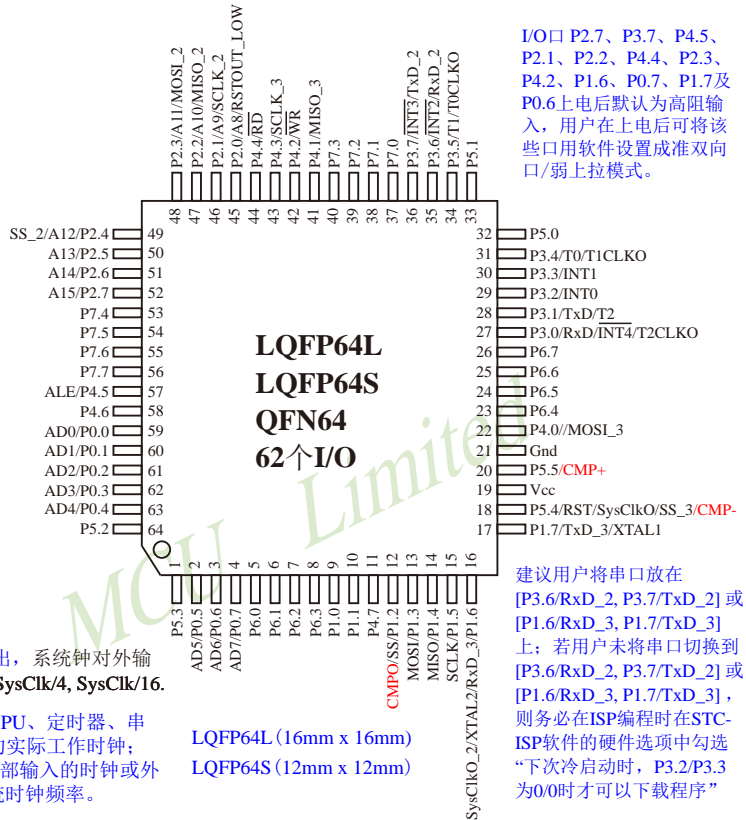 I/O口 P2.7、P3.7、P4.5、
P2.1、P2.2、P4.4、P2.3、
P4.2、P1.6、P0.7、P1.7及
P0.6上电后默认为高阻输
入，用户在上电后可将该
些口用软件设置成准双向
口/弱上拉模式。
P2.3/A11/MOSI_2
P2.2/A10/MISO_2
P2.1/A9/SCLK_2
P2.0/A8/RSTOUT_LOW
P4.4/RD
P4.3/SCLK_3
P4.2/WR
P4.1/MISO_3
P7.3
P7.2
P7.1
P7.0
P3.7/INT3/TxD_2
P3.6/INT2/RxD_2
P3.5/T1/T0CLKO
P5.1
48 47 46 45 44 43 42 41 40 39 38 37 36 35 34 33
SS_2/A12/P2.4 49
A13/P2.5 50
A14/P2.6 51
A15/P2.7 52
P7.4 53
P7.5 54
P7.6 55
P7.7 56
ALE/P4.5 57
P4.6 58
AD0/P0.0 59
AD1/P0.1 60
AD2/P0.2 61
AD3/P0.3 62
AD4/P0.4 63
P5.2 64
LQFP64L
LQFP64S
QFN64
62个I/O
32 P5.0
31 P3.4/T0/T1CLKO
30 P3.3/INT1
29 P3.2/INT0
28 P3.1/TxD/T2
27 P3.0/RxD/INT4/T2CLKO
26 P6.7
25 P6.6
24 P6.5
23 P6.4
22 P4.0//MOSI_3
21 Gnd
20 P5.5/CMP+
19 Vcc
18 P5.4/RST/SysClkO/SS_3/CMP-
17 P1.7/TxD_3/XTAL1
MCU Limited
1 2 3 4 5 6 7 8 9 10 11 12 13 14 15 16
P5.3
AD5/P0.5
AD6/P0.6
AD7/P0.7
P6.0
P6.1
P6.2
P6.3
P1.0
P1.1
P4.7
CMPO/SS/P1.2
MOSI/P1.3
MISO/P1.4
SCLK/P1.5
SysClkO_2/XTAL2/RxD_3/P1.6
出，系统钟对外输
SysClk/4, SysClk/16.
PU、定时器、串
实际工作时钟；
部输入的时钟或外
时钟频率。
LQFP64L（16mm x 16mm）
LQFP64S（12mm x 12mm）
建议用户将串口放在
[P3.6/RxD_2, P3.7/TxD_2] 或
[P1.6/RxD_3, P1.7/TxD_3]
上；若用户未将串口切换到
[P3.6/RxD_2, P3.7/TxD_2] 或
[P1.6/RxD_3, P1.7/TxD_3]，
则务必在ISP编程时在STC-
ISP软件的硬件选项中勾选
“下次冷启动时，P3.2/P3.3
为0/0时才可以下载程序”